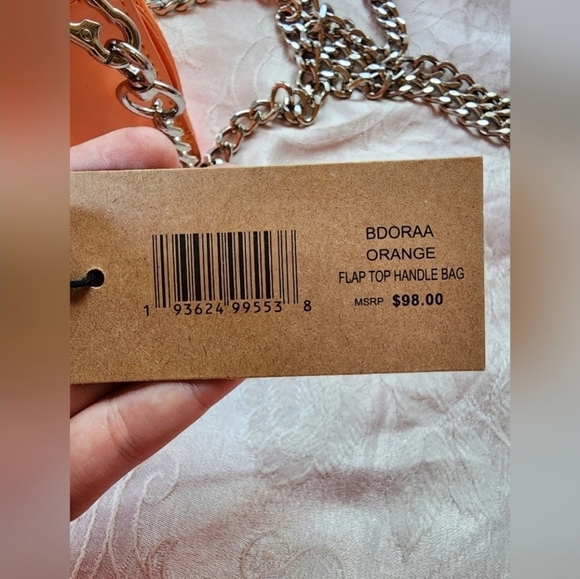 1 93624 99553 8
BDORAA
ORANGE
FLAP TOP HANDLE BAG
MSRP $98.00